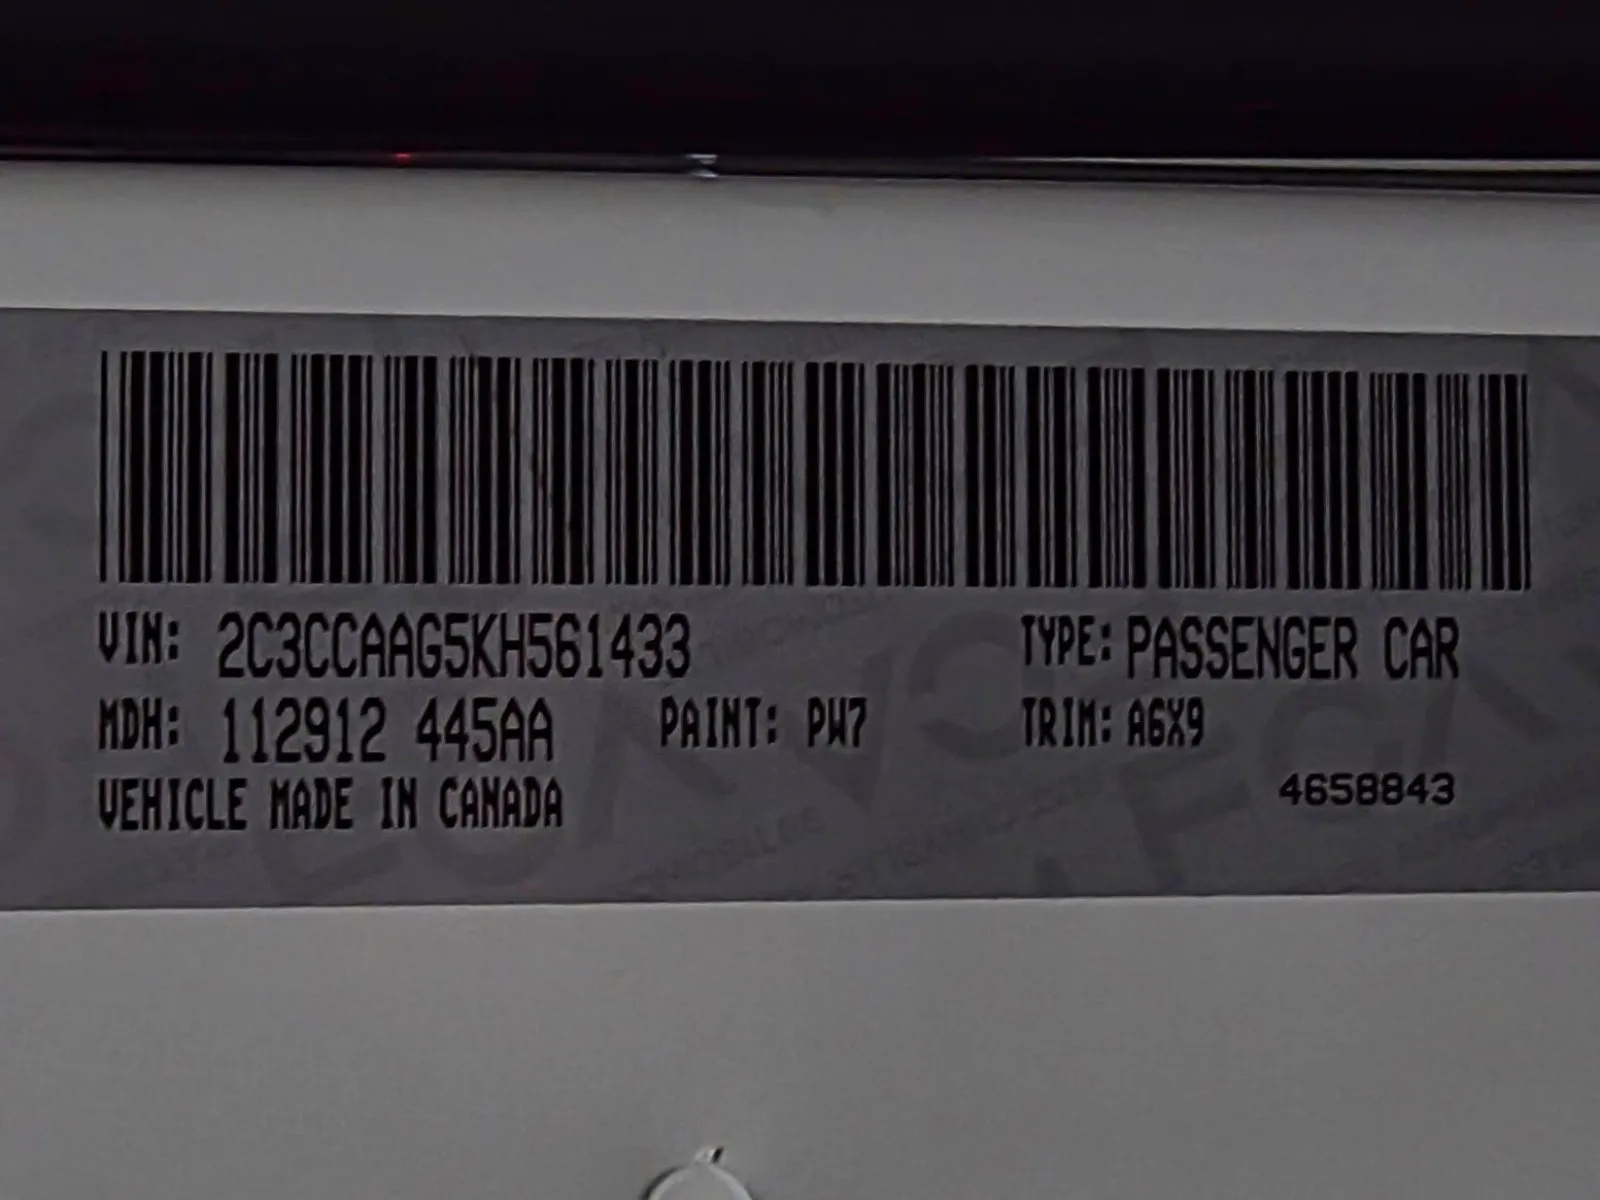 VIN: 2C3CCAAG5KH561433 TYPE: PASSENGER CAR
MDH: 112912 445AA PAINT: PW7 TRIM: A6X9
VEHICLE MADE IN CANADA
4658843